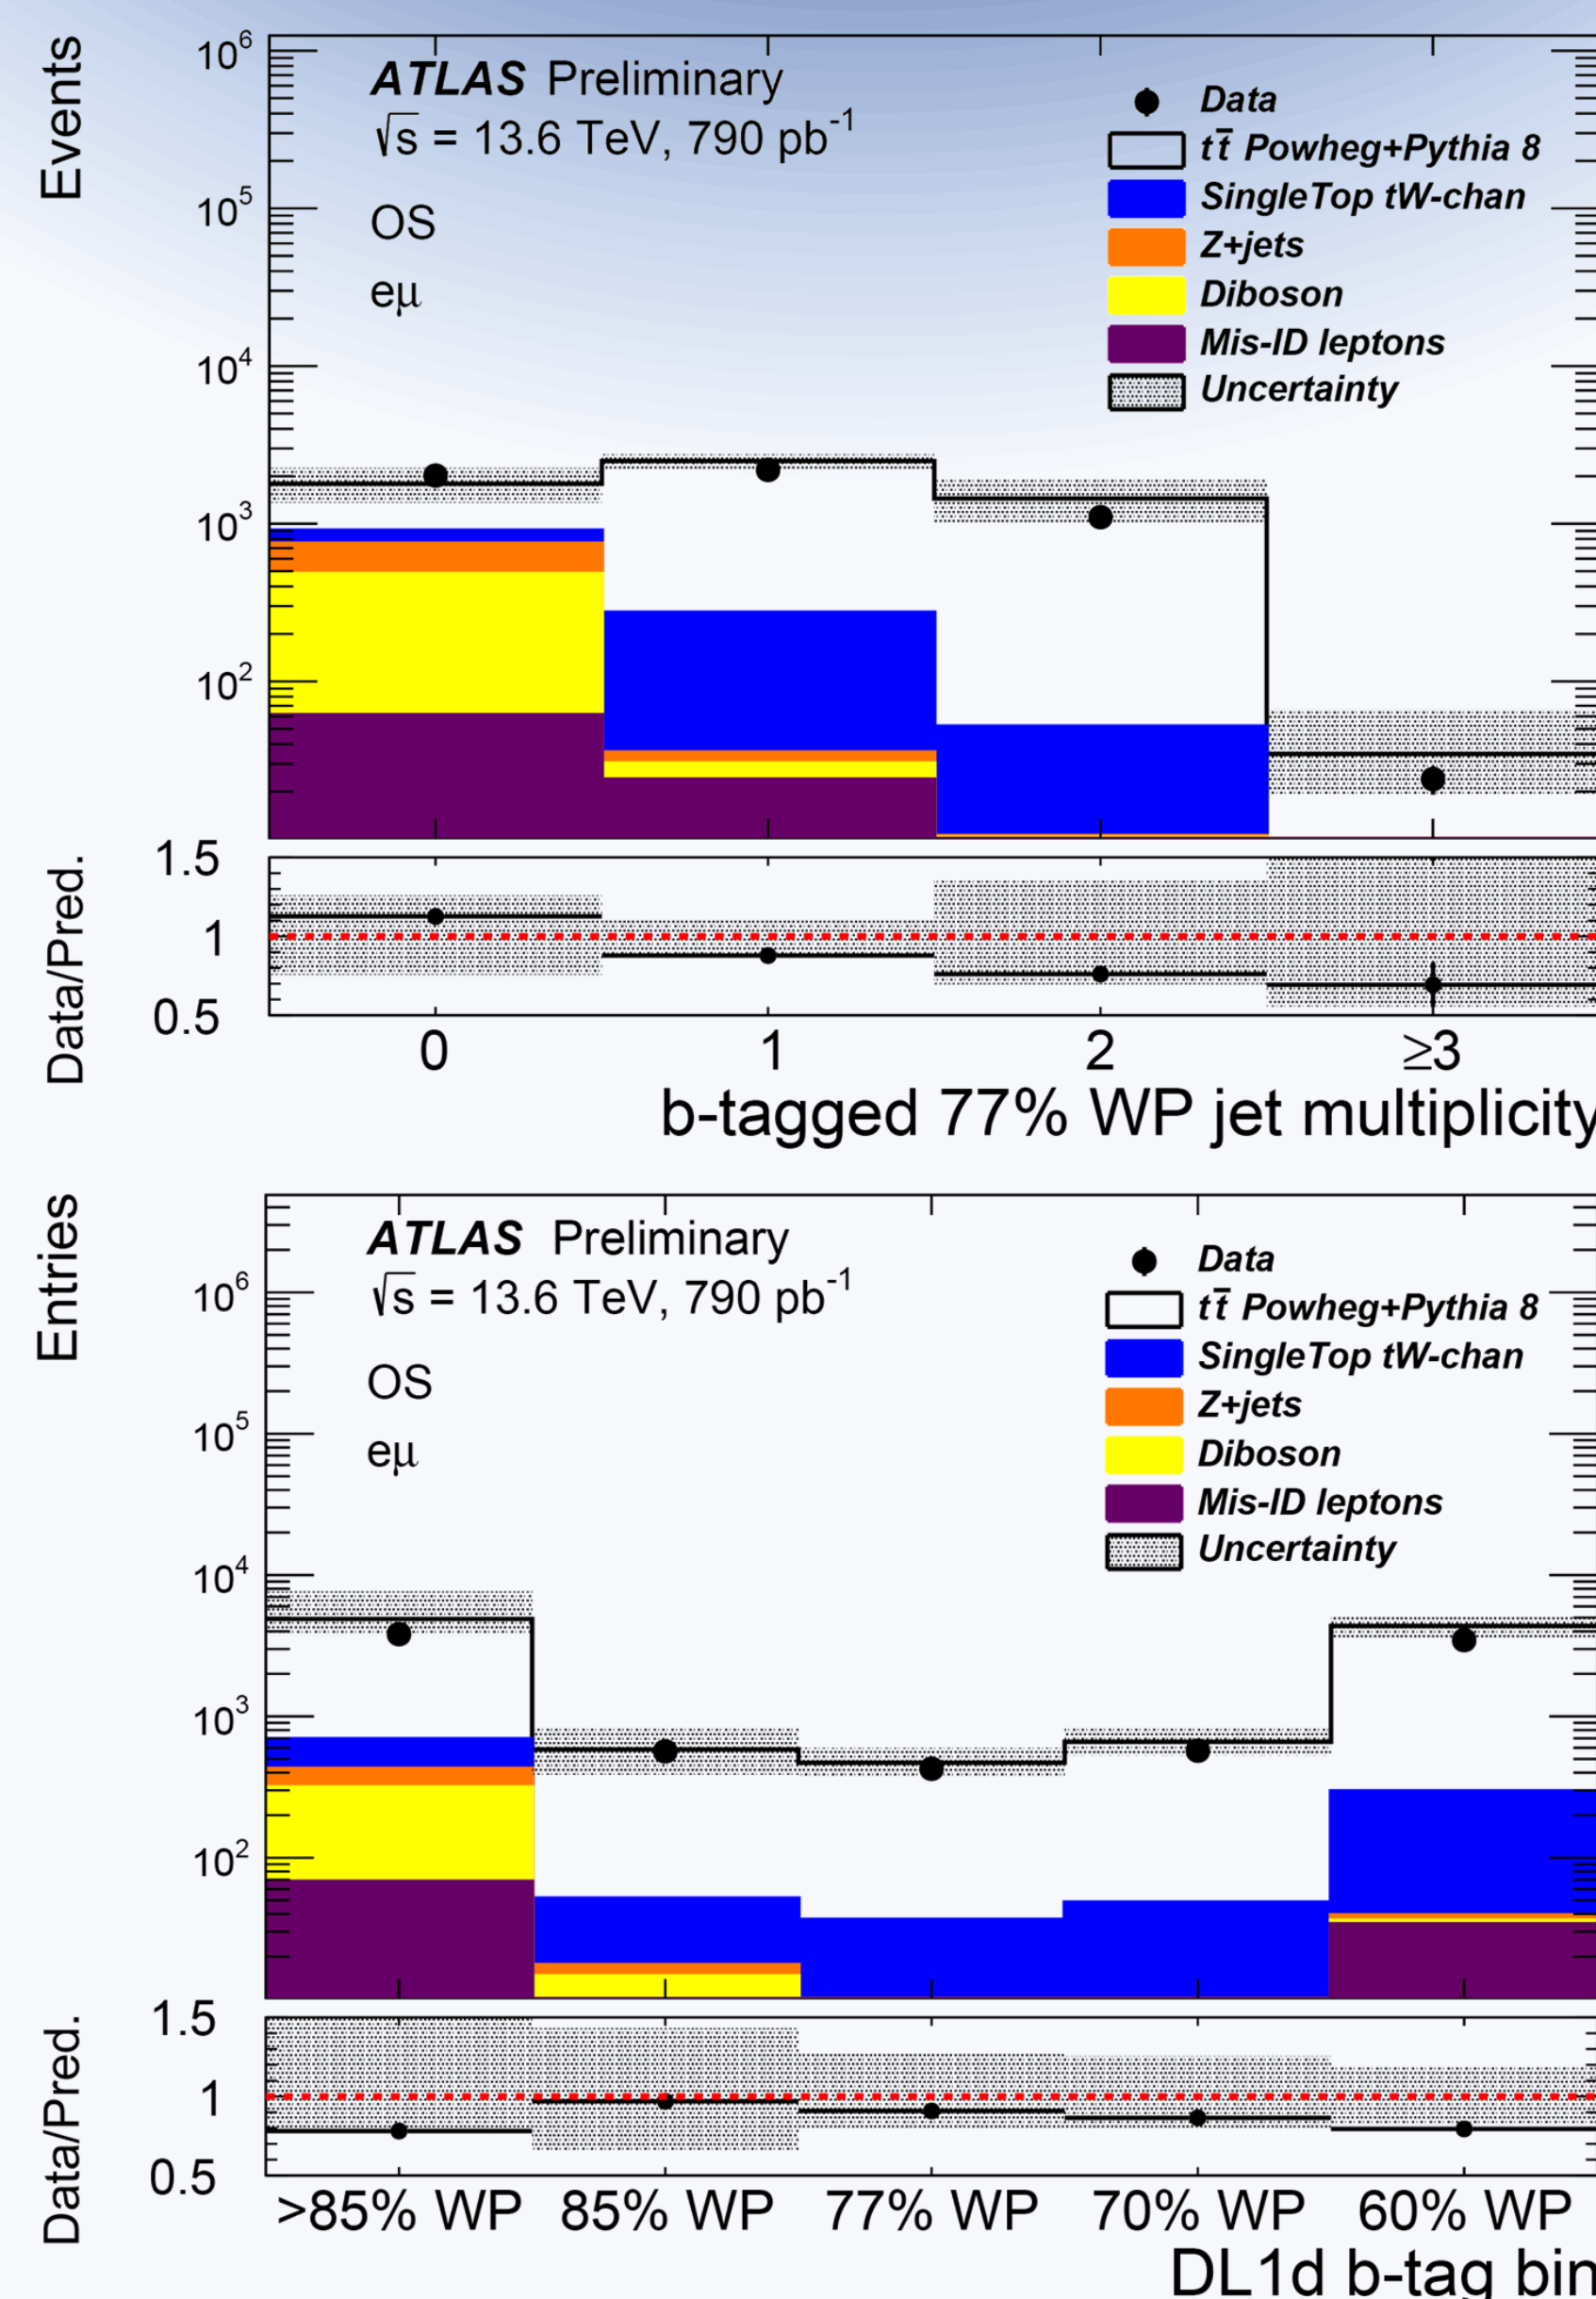 Events
10⁶
10⁵
10⁴
10³
10²
ATLAS Preliminary
√s = 13.6 TeV, 790 pb⁻¹
OS
eμ
Data
tt̄ Powheg+Pythia 8
SingleTop tW-chan
Z+jets
Diboson
Mis-ID leptons
Uncertainty
Data/Pred.
1.5
1
0.5
0 1 2 ≥3
b-tagged 77% WP jet multiplicity
Entries
10⁶
10⁵
10⁴
10³
10²
ATLAS Preliminary
√s = 13.6 TeV, 790 pb⁻¹
OS
eμ
Data
tt̄ Powheg+Pythia 8
SingleTop tW-chan
Z+jets
Diboson
Mis-ID leptons
Uncertainty
Data/Pred.
1.5
1
0.5
>85% WP 85% WP 77% WP 70% WP 60% WP
DL1d b-tag bin